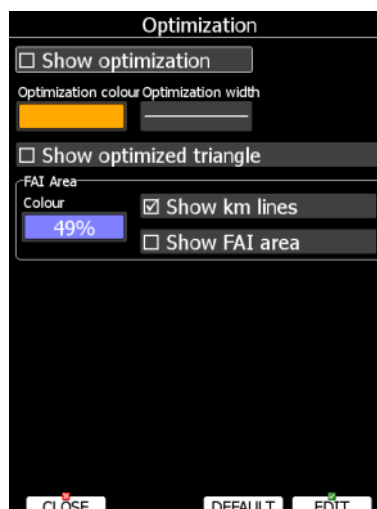 Optimization
Show optimization
Optimization colour Optimization width
Show optimized triangle
FAI Area
Colour
Show km lines
49%
Show FAI area
CLOSE DEFAULT EDIT